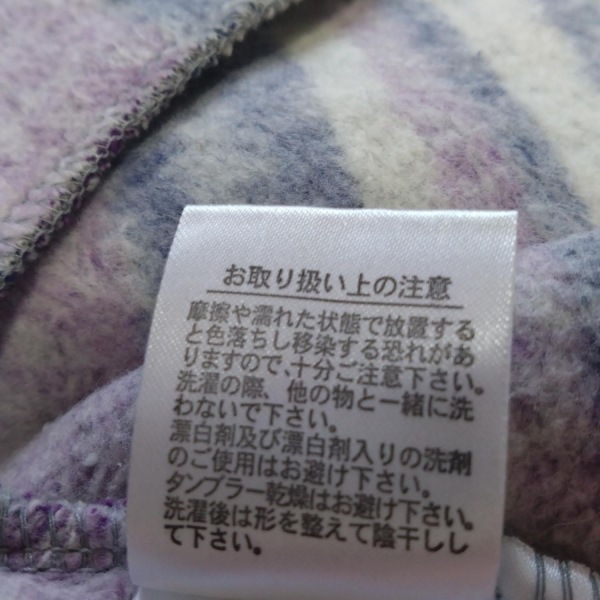 お取り扱い上の注意
摩擦や濡れた状態で放置する
と色落ちし移染する恐れがあ
りますので、十分ご注意下さい。
洗濯の際、他の物と一緒に洗
わないで下さい。
漂白剤及び漂白剤入りの洗剤
のご使用はお避け下さい。
タンブラー乾燥はお避け下さい。
洗濯後は形を整えて陰干しし
て下さい。